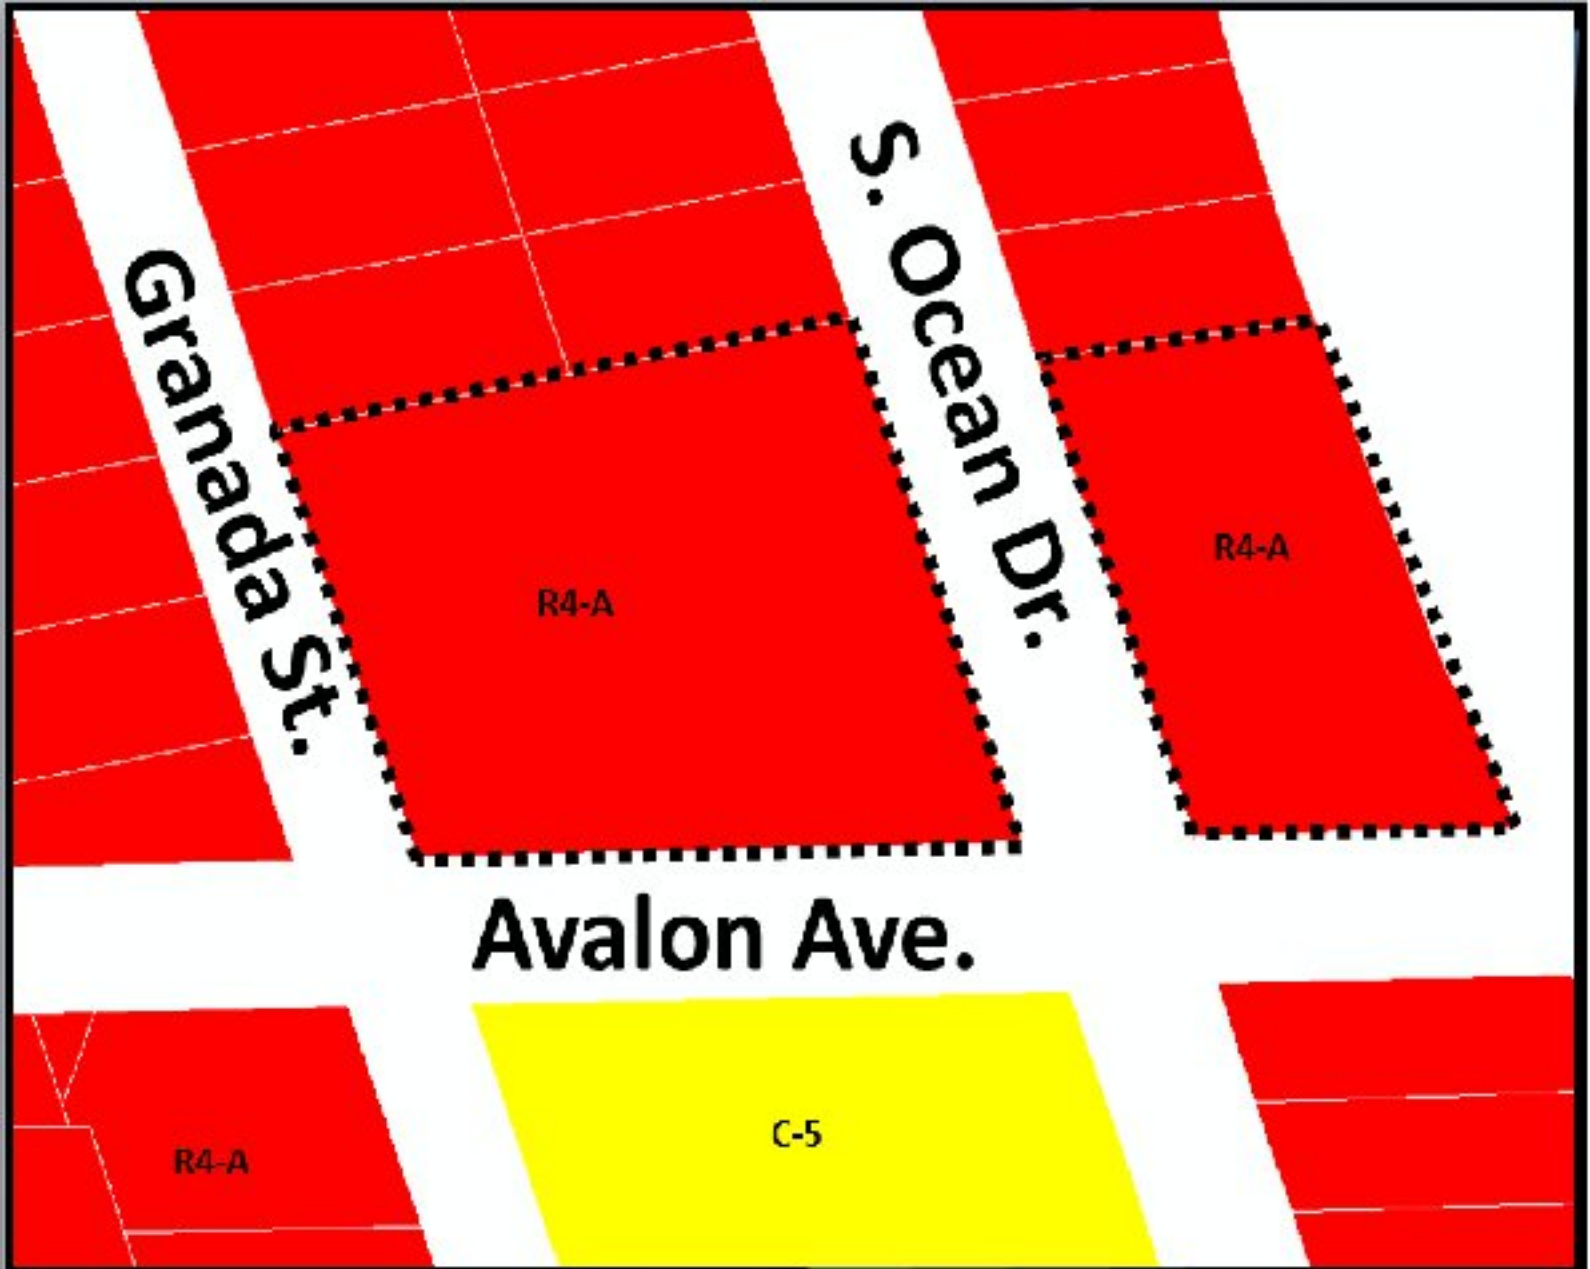 S. Ocean Dr.
Granada St.
R4-A
R4-A
Avalon Ave.
C-5
R4-A